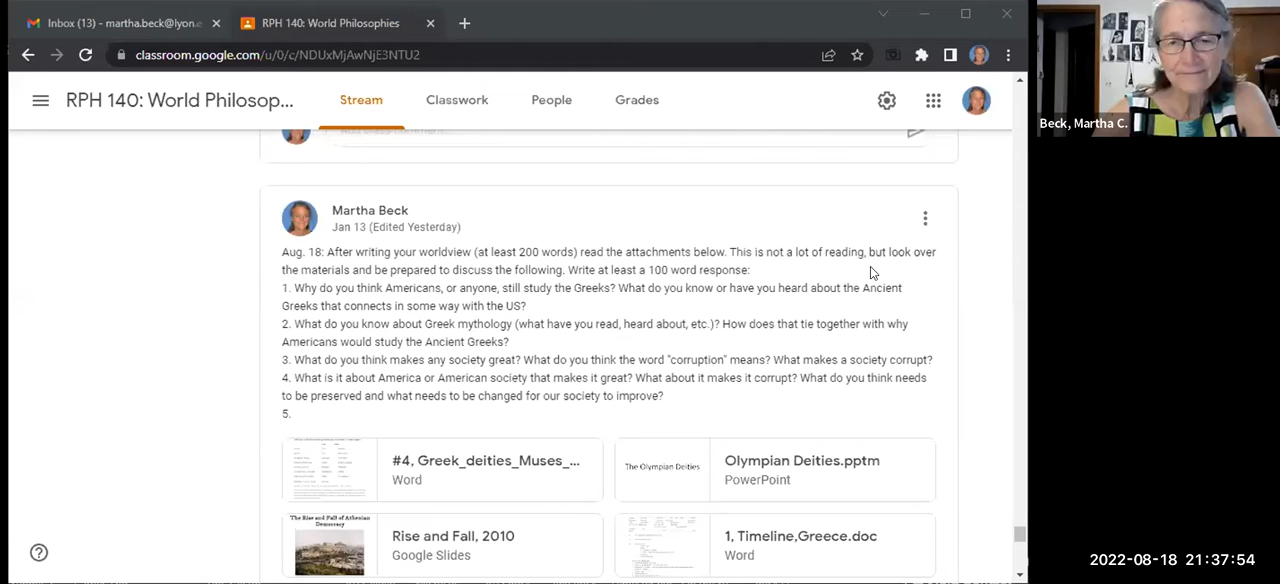 Inbox (13) - martha.beck@lyon.e
RPH 140: World Philosophies
classroom.google.com/u/0/c/NDUxMjAwNjE3NTU2
Beck, Martha C.
RPH 140: World Philosop...
Stream
Classwork
People
Grades
Martha Beck
Jan 13 (Edited Yesterday)
Aug. 18: After writing your worldview (at least 200 words) read the attachments below. This is not a lot of reading, but look over
the materials and be prepared to discuss the following. Write at least a 100 word response:
1. Why do you think Americans, or anyone, still study the Greeks? What do you know or have you heard about the Ancient
Greeks that connects in some way with the US?
2. What do you know about Greek mythology (what have you read, heard about, etc.)? How does that tie together with why
Americans would study the Ancient Greeks?
3. What do you think makes any society great? What do you think the word "corruption" means? What makes a society corrupt?
4. What is it about America or American society that makes it great? What about it makes it corrupt? What do you think needs
to be preserved and what needs to be changed for our society to improve?
5.
#4, Greek_deities_Muses_...
Word
The Olympian Deities
Olympian Deities.pptm
PowerPoint
The Rise and Fall of Athenian
Democracy
Rise and Fall, 2010
Google Slides
1, Timeline,Greece.doc
Word
2022-08-18 21:37:54